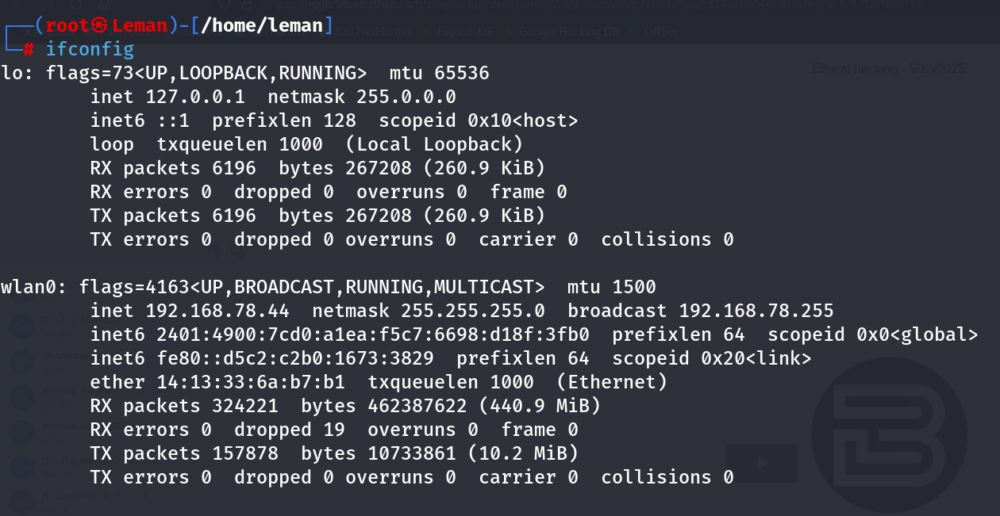 Kali NetHunter Exploit-DB Google Hacking DB OffSec
Ethical hacking - 5/13/2025
┌──(root㉿Leman)-[/home/leman]
└─# ifconfig
lo: flags=73<UP,LOOPBACK,RUNNING>  mtu 65536
        inet 127.0.0.1  netmask 255.0.0.0
        inet6 ::1  prefixlen 128  scopeid 0x10<host>
        loop  txqueuelen 1000  (Local Loopback)
        RX packets 6196  bytes 267208 (260.9 KiB)
        RX errors 0  dropped 0  overruns 0  frame 0
        TX packets 6196  bytes 267208 (260.9 KiB)
        TX errors 0  dropped 0 overruns 0  carrier 0  collisions 0
wlan0: flags=4163<UP,BROADCAST,RUNNING,MULTICAST>  mtu 1500
        inet 192.168.78.44  netmask 255.255.255.0  broadcast 192.168.78.255
        inet6 2401:4900:7cd0:a1ea:f5c7:6698:d18f:3fb0  prefixlen 64  scopeid 0x0<global>
        inet6 fe80::d5c2:c2b0:1673:3829  prefixlen 64  scopeid 0x20<link>
        ether 14:13:33:6a:b7:b1  txqueuelen 1000  (Ethernet)
        RX packets 324221  bytes 462387622 (440.9 MiB)
        RX errors 0  dropped 19  overruns 0  frame 0
        TX packets 157878  bytes 10733861 (10.2 MiB)
        TX errors 0  dropped 0 overruns 0  carrier 0  collisions 0